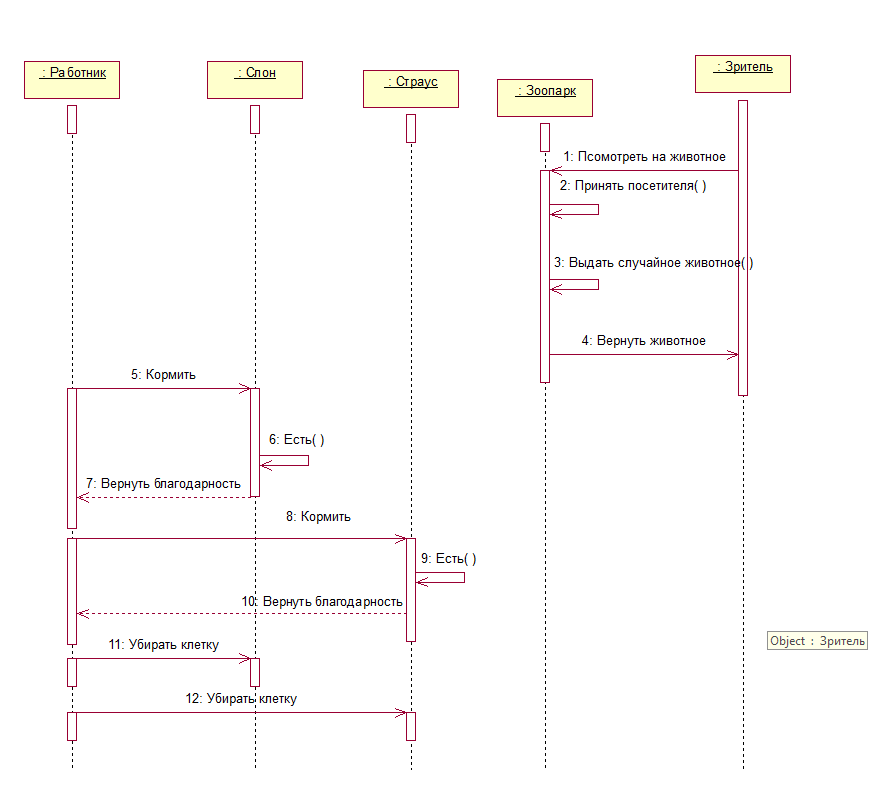 : Работник
: Слон
: Страус
: Зоопарк
: Зритель
1: Псомотреть на животное
2: Принять посетителя( )
3: Выдать случайное животное( )
4: Вернуть животное
5: Кормить
6: Есть( )
7: Вернуть благодарность
8: Кормить
9: Есть( )
10: Вернуть благодарность
11: Убирать клетку
Object : Зритель
12: Убирать клетку